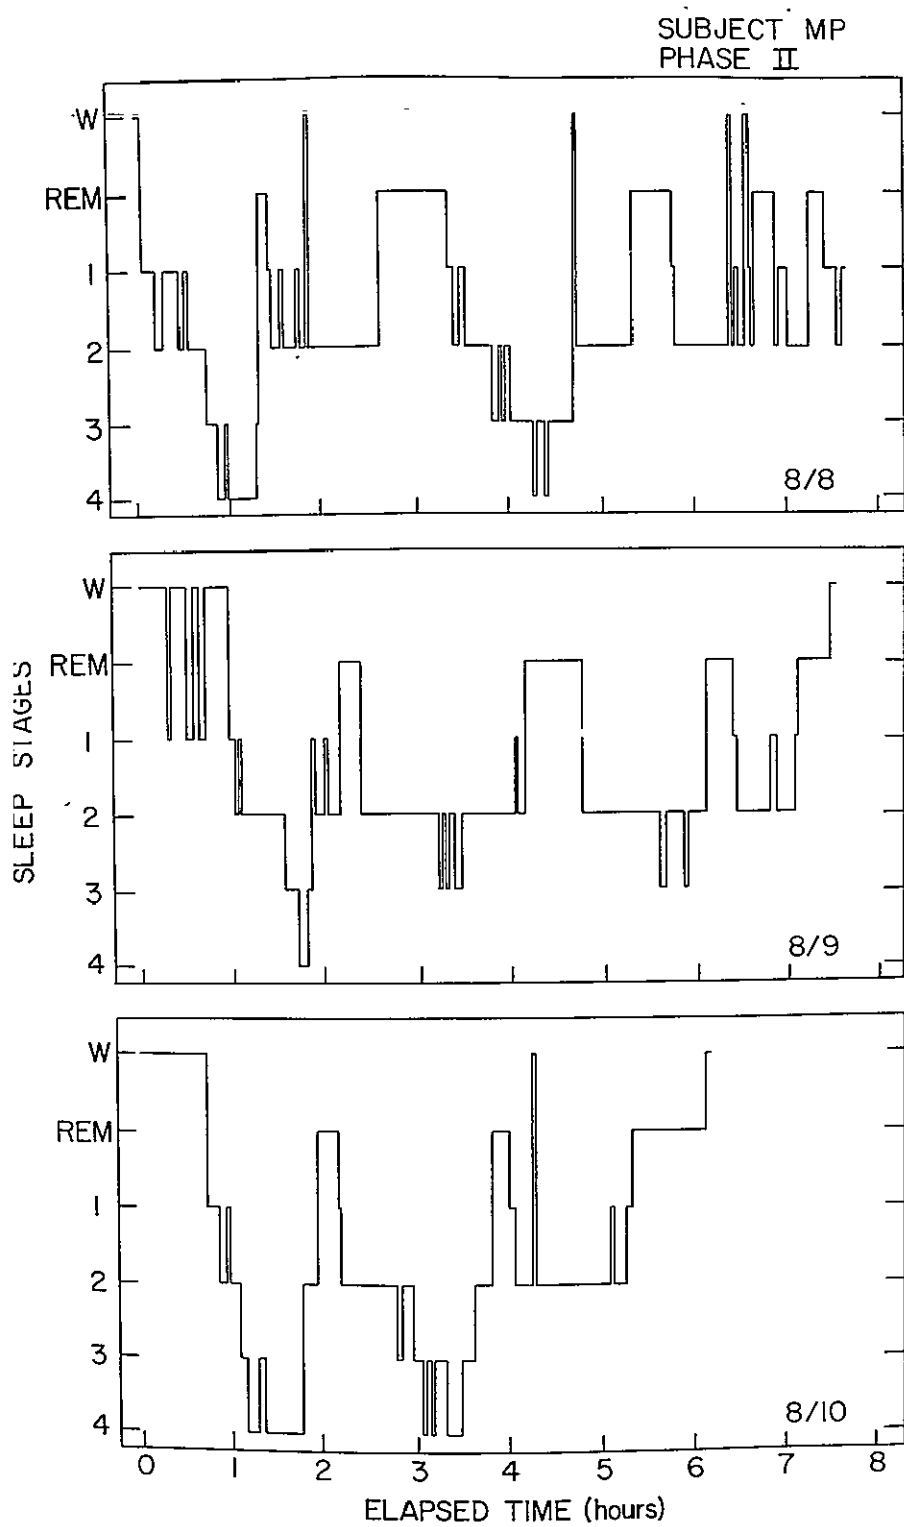 SUBJECT MP
PHASE II
W
REM
1
2
3
4
8/8
W
REM
1
2
3
4
8/9
SLEEP STAGES
W
REM
1
2
3
4
8/10
0 1 2 3 4 5 6 7 8
ELAPSED TIME (hours)